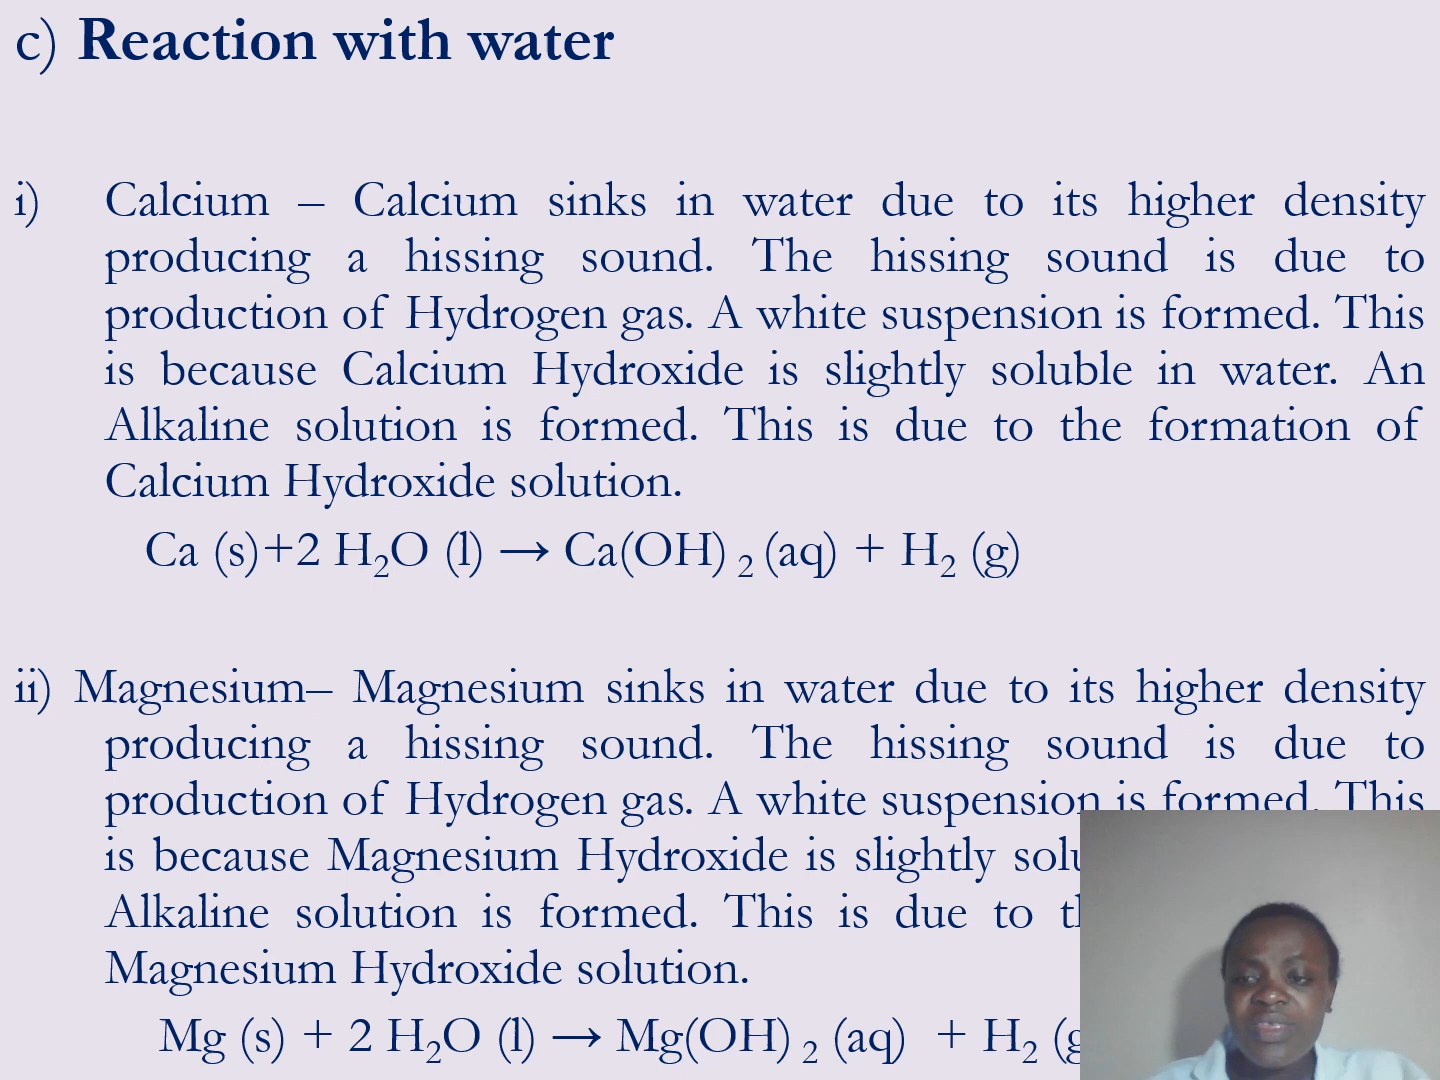 c) Reaction with water
i) Calcium – Calcium sinks in water due to its higher density
producing a hissing sound. The hissing sound is due to
production of Hydrogen gas. A white suspension is formed. This
is because Calcium Hydroxide is slightly soluble in water. An
Alkaline solution is formed. This is due to the formation of
Calcium Hydroxide solution.
Ca (s)+2 H₂O (l) → Ca(OH) ₂ (aq) + H₂ (g)
ii) Magnesium– Magnesium sinks in water due to its higher density
producing a hissing sound. The hissing sound is due to
production of Hydrogen gas. A white suspension is formed. This
is because Magnesium Hydroxide is slightly
Alkaline solution is formed. This is due to
Magnesium Hydroxide solution.
Mg (s) + 2 H₂O (l) → Mg(OH) ₂ (aq) + H₂